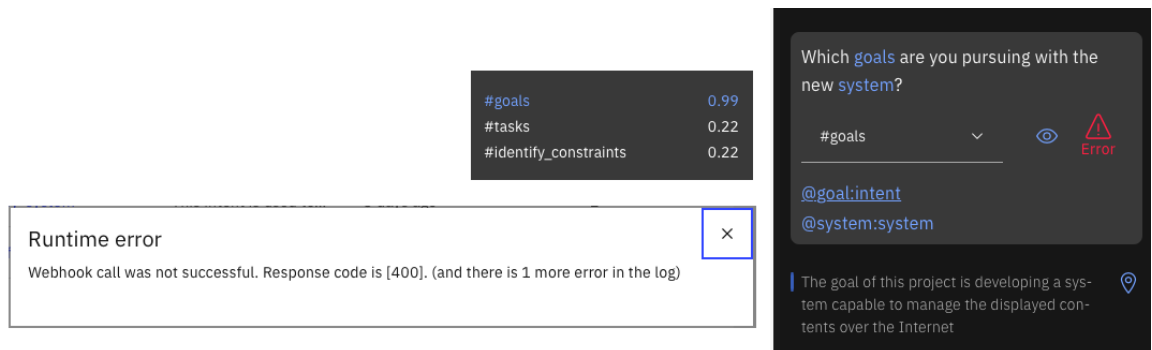 #goals 0.99
#tasks 0.22
#identify_constraints 0.22
Runtime error
Webhook call was not successful. Response code is [400]. (and there is 1 more error in the log)
Which goals are you pursuing with the
new system?
#goals
Error
@goal:intent
@system:system
The goal of this project is developing a sys-
tem capable to manage the displayed con-
tents over the Internet